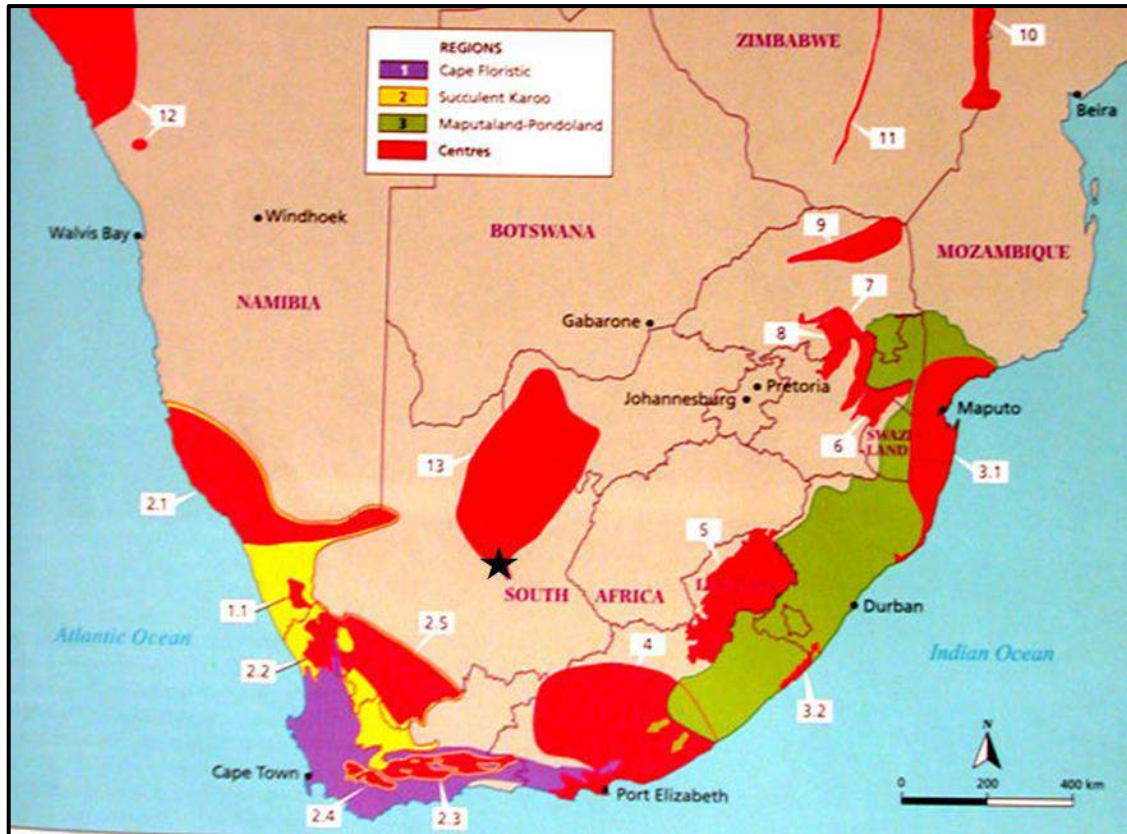 REGIONS
1 Cape Floristic
2 Succulent Karoo
3 Maputaland-Pondoland
Centres
ZIMBABWE
10
Beira
12
11
Windhoek
Walvis Bay
BOTSWANA
9
MOZAMBIQUE
NAMIBIA
7
Gabarone
8
Pretoria
Johannesburg
Maputo
6
SWAZI
LAND
13
3.1
2.1
5
SOUTH AFRICA
1.1
Durban
2.5
Atlantic Ocean
4
Indian Ocean
2.2
3.2
N
Cape Town
Port Elizabeth
2.4
2.3
0 200 400 km